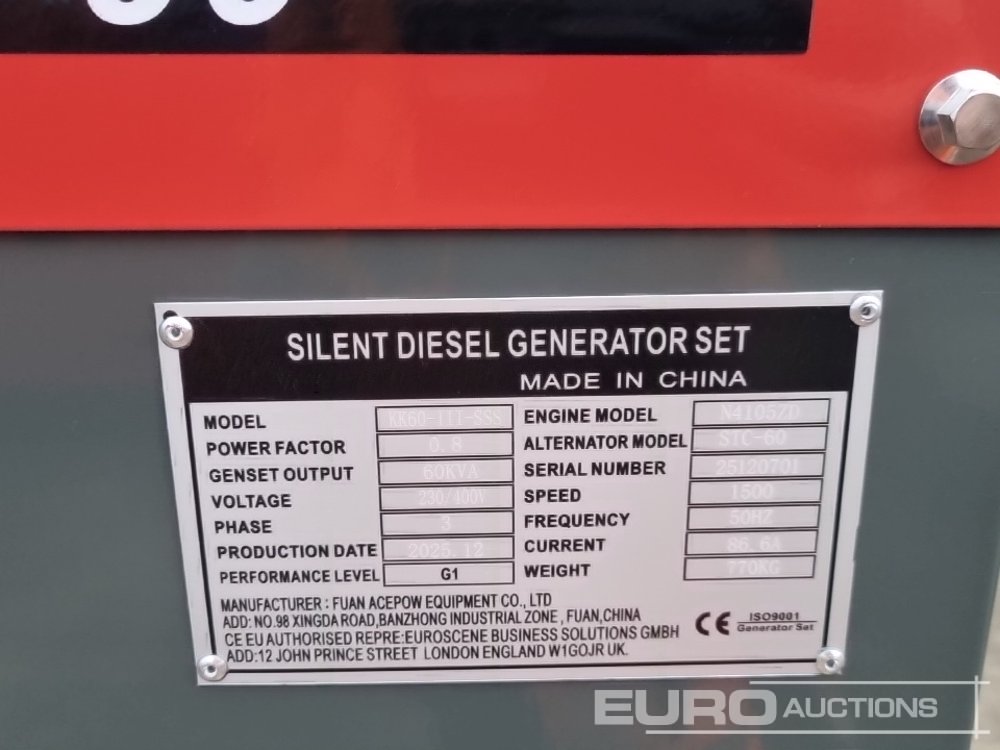 SILENT DIESEL GENERATOR SET
MADE IN CHINA
MODEL KK60-III-SSS ENGINE MODEL N4105ZD
POWER FACTOR 0.8 ALTERNATOR MODEL STC-60
GENSET OUTPUT 60KVA SERIAL NUMBER 25120701
VOLTAGE 230/400V SPEED 1500
PHASE 3 FREQUENCY 50HZ
PRODUCTION DATE 2025.12 CURRENT 86.6A
PERFORMANCE LEVEL G1 WEIGHT 770KG
MANUFACTURER : FUAN ACEPOW EQUIPMENT CO., LTD
ADD: NO.98 XINGDA ROAD,BANZHONG INDUSTRIAL ZONE , FUAN,CHINA
CE EU AUTHORISED REPRE:EUROSCENE BUSINESS SOLUTIONS GMBH
ADD:12 JOHN PRINCE STREET LONDON ENGLAND W1GOJR UK.
CE ISO9001
Generator Set
EURO AUCTIONS